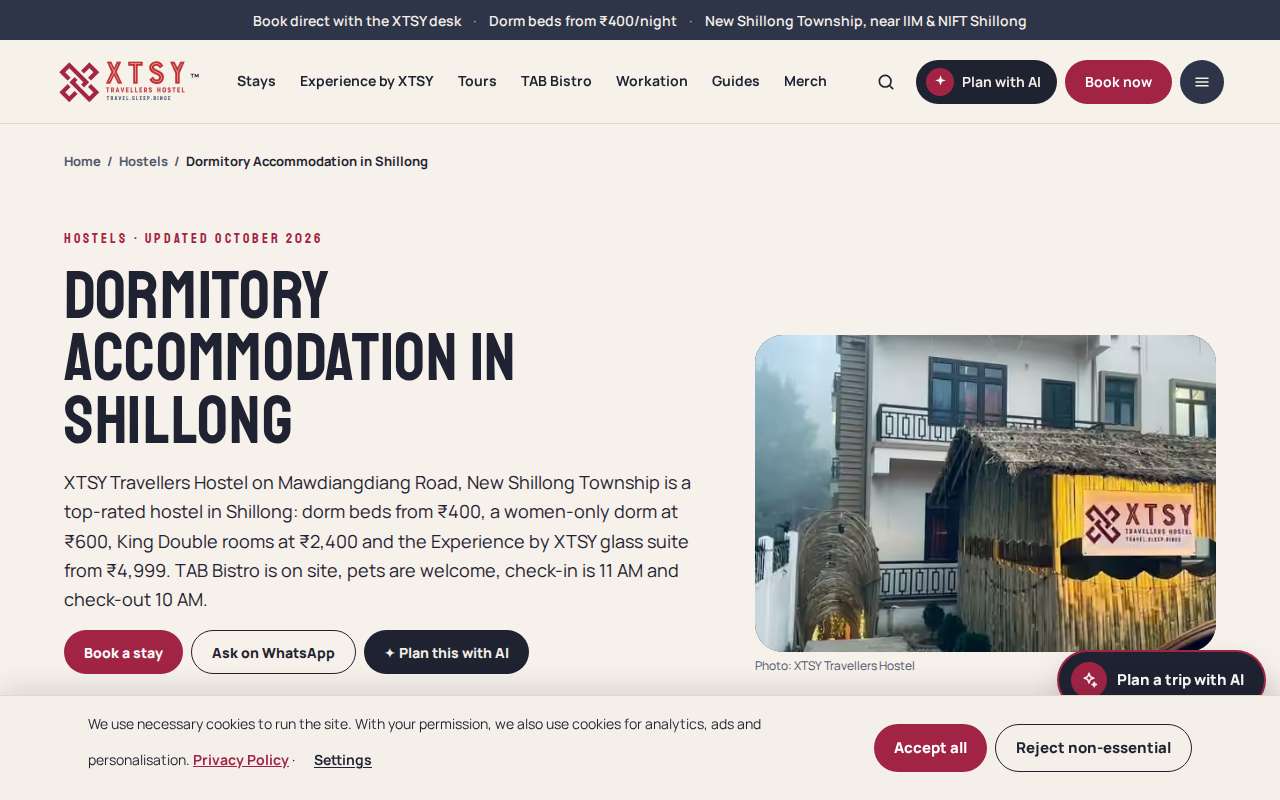 Book direct with the XTSY desk · Dorm beds from ₹400/night · New Shillong Township, near IIM & NIFT Shillong
XTSY ™
TRAVELLERS HOSTEL
TRAVEL.SLEEP.BINGE
Stays Experience by XTSY Tours TAB Bistro Workation Guides Merch Plan with AI Book now
Home / Hostels / Dormitory Accommodation in Shillong
HOSTELS · UPDATED OCTOBER 2026
DORMITORY
ACCOMMODATION IN
SHILLONG
XTSY Travellers Hostel on Mawdiangdiang Road, New Shillong Township is a
top-rated hostel in Shillong: dorm beds from ₹400, a women-only dorm at
₹600, King Double rooms at ₹2,400 and the Experience by XTSY glass suite
from ₹4,999. TAB Bistro is on site, pets are welcome, check-in is 11 AM and
check-out 10 AM.
Book a stay Ask on WhatsApp Plan this with AI
XTSY
TRAVELLERS HOSTEL
TRAVEL.SLEEP.BINGE
Photo: XTSY Travellers Hostel
Plan a trip with AI
We use necessary cookies to run the site. With your permission, we also use cookies for analytics, ads and
personalisation. Privacy Policy · Settings
Accept all Reject non-essential